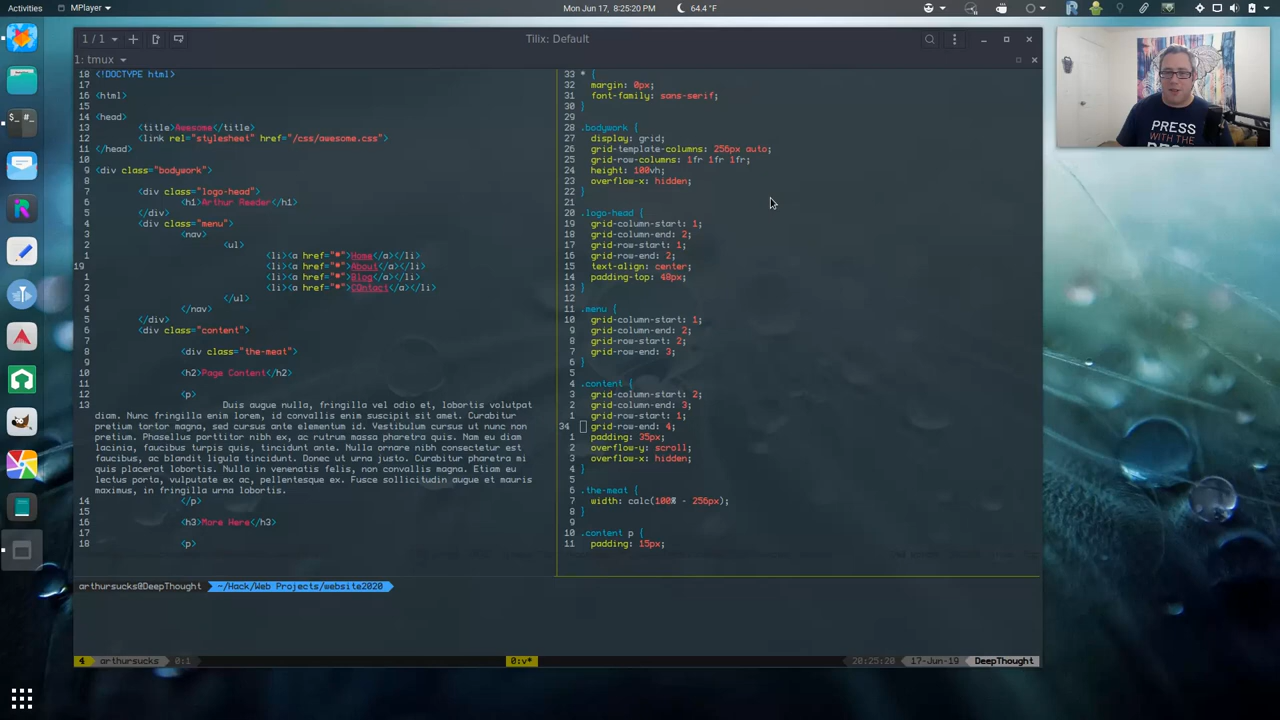 Activities
MPlayer
Mon Jun 17, 8:25:20 PM
64.4 °F
1 / 1
Tilix: Default
1: tmux
18 <!DOCTYPE html>
17
16 <html>
15
14 <head>
13 <title>Awesome</title>
12 <link rel="stylesheet" href="/css/awesome.css">
11 </head>
10
9 <div class="bodywork">
8
7 <div class="logo-head">
6 <h1>Arthur Reeder</h1>
5 </div>
4 <div class="menu">
3 <nav>
2 <ul>
1 <li><a href="#">Home</a></li>
19 <li><a href="#">About</a></li>
1 <li><a href="#">Blog</a></li>
2 <li><a href="#">COntact</a></li>
3 </ul>
4 </nav>
5 </div>
6 <div class="content">
7
8 <div class="the-meat">
9
10 <h2>Page Content</h2>
11
12 <p>
13 Duis augue nulla, fringilla vel odio et, lobortis volutpat
diam. Nunc fringilla enim lorem, id convallis enim suscipit sit amet. Curabitur
pretium tortor magna, sed cursus ante elementum id. Vestibulum cursus ut nunc non
pretium. Phasellus porttitor nibh ex, ac rutrum massa pharetra quis. Nam eu diam
lacinia, faucibus turpis quis, tincidunt ante. Nulla ornare nibh consectetur est
faucibus, at blandit ligula tincidunt. Donec ut urna justo. Curabitur pharetra mi
quis placerat lobortis. Nulla in venenatis felis, non convallis magna. Etiam eu
lectus porta, vulputate ex ac, pellentesque ex. Fusce sollicitudin augue et mauris
maximus, in fringilla urna lobortis.
14 </p>
15
16 <h3>More Here</h3>
17
18 <p>
33 * {
32 margin: 0px;
31 font-family: sans-serif;
30 }
29
28 .bodywork {
27 display: grid;
26 grid-template-columns: 256px auto;
25 grid-row-columns: 1fr 1fr 1fr;
24 height: 100vh;
23 overflow-x: hidden;
22 }
21
20 .logo-head {
19 grid-column-start: 1;
18 grid-column-end: 2;
17 grid-row-start: 1;
16 grid-row-end: 2;
15 text-align: center;
14 padding-top: 40px;
13 }
12
11 .menu {
10 grid-column-start: 1;
9 grid-column-end: 2;
8 grid-row-start: 2;
7 grid-row-end: 3;
6 }
5
4 .content {
3 grid-column-start: 2;
2 grid-column-end: 3;
1 grid-row-start: 1;
34 grid-row-end: 4;
1 padding: 35px;
2 overflow-y: scroll;
3 overflow-x: hidden;
4 }
5
6 .the-meat {
7 width: calc(100% - 256px);
8 }
9
10 .content p {
11 padding: 15px;
arthursucks@DeepThought ~/Hack/Web Projects/website2020
4 arthursucks 0:1 0:v* 20:25:20 17-Jun-19 DeepThought
PRESS
WITH THE